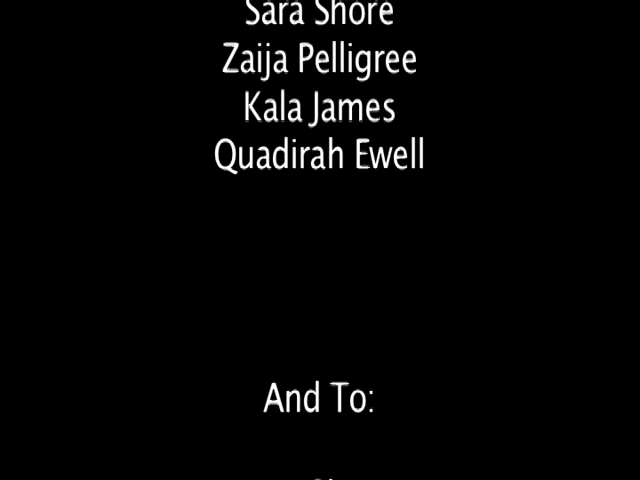 Sara Shore
Zaija Pelligree
Kala James
Quadirah Ewell
And To: